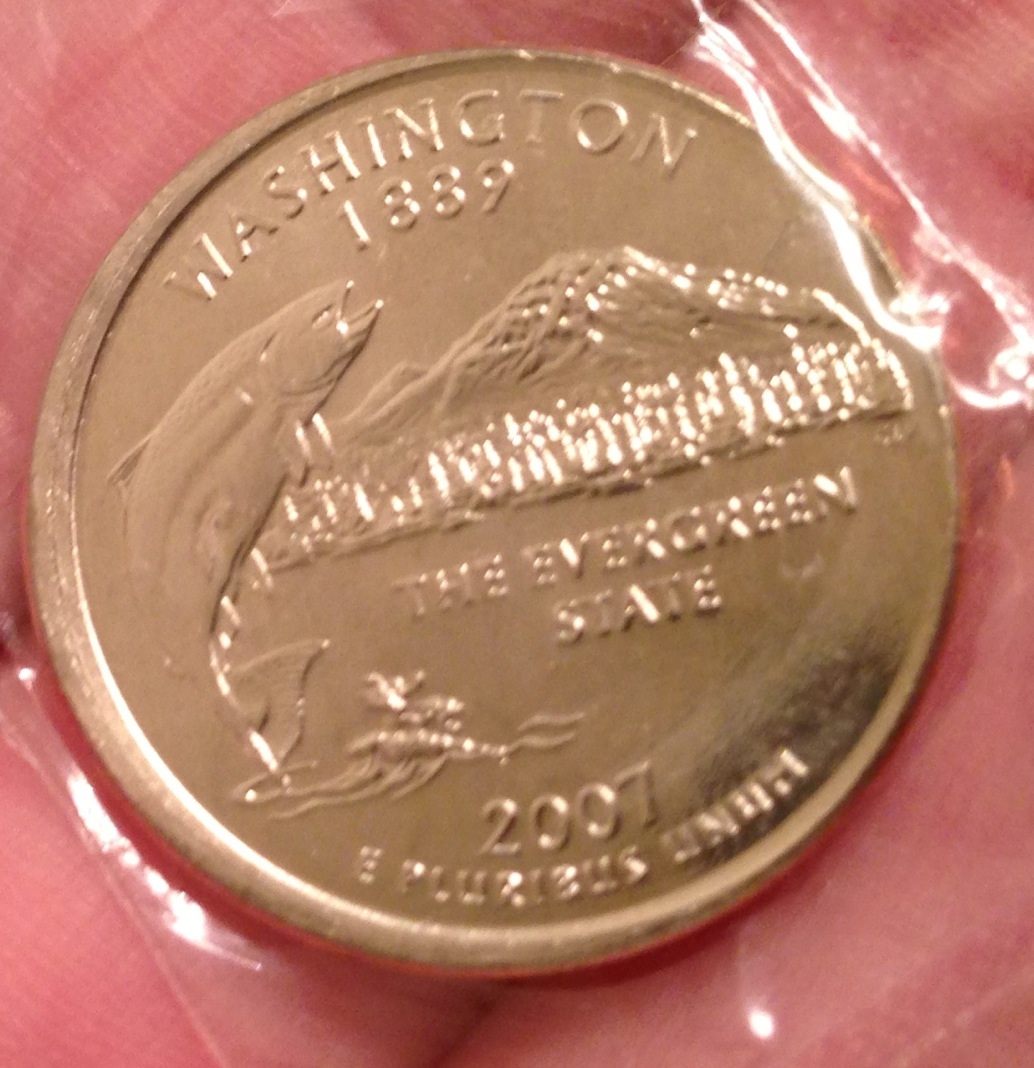 WASHINGTON
1889
THE EVERGREEN
STATE
2007
E PLURIBUS UNUM